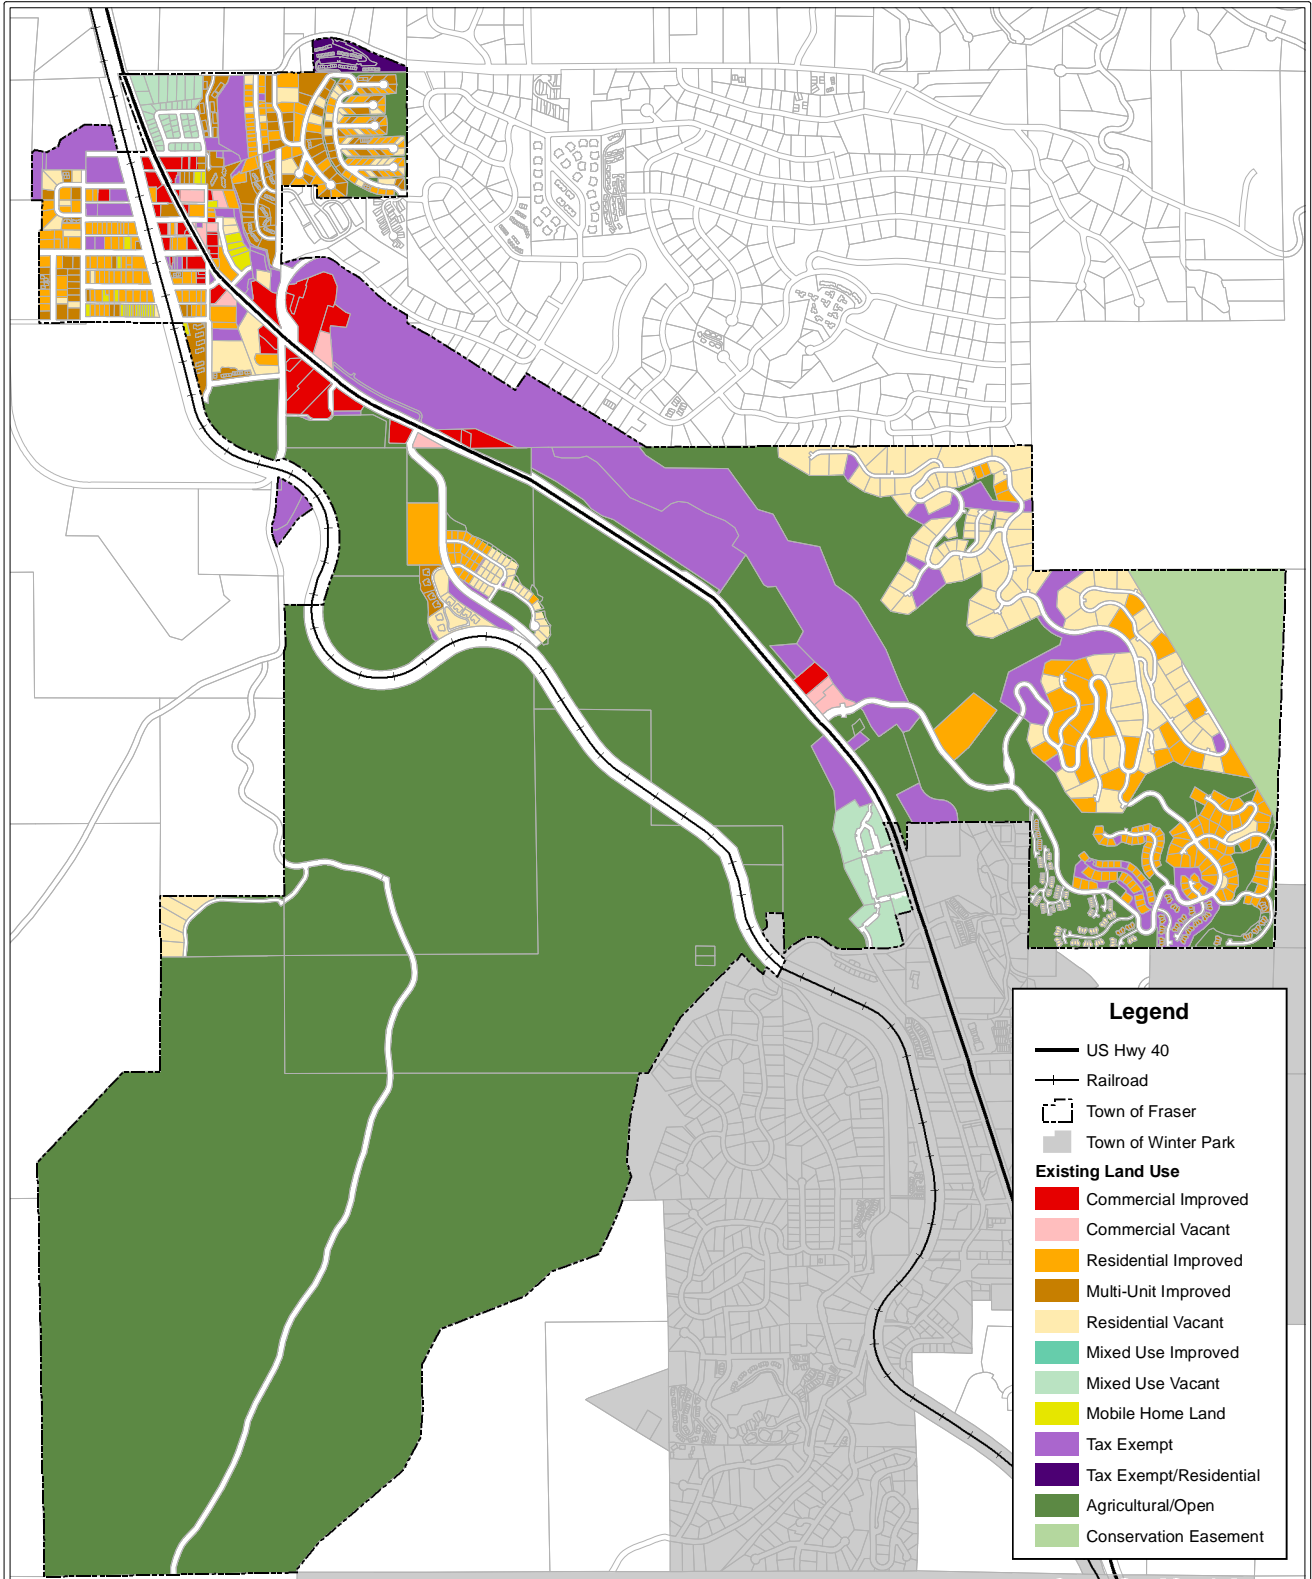 Legend
US Hwy 40
Railroad
Town of Fraser
Town of Winter Park
Existing Land Use
Commercial Improved
Commercial Vacant
Residential Improved
Multi-Unit Improved
Residential Vacant
Mixed Use Improved
Mixed Use Vacant
Mobile Home Land
Tax Exempt
Tax Exempt/Residential
Agricultural/Open
Conservation Easement